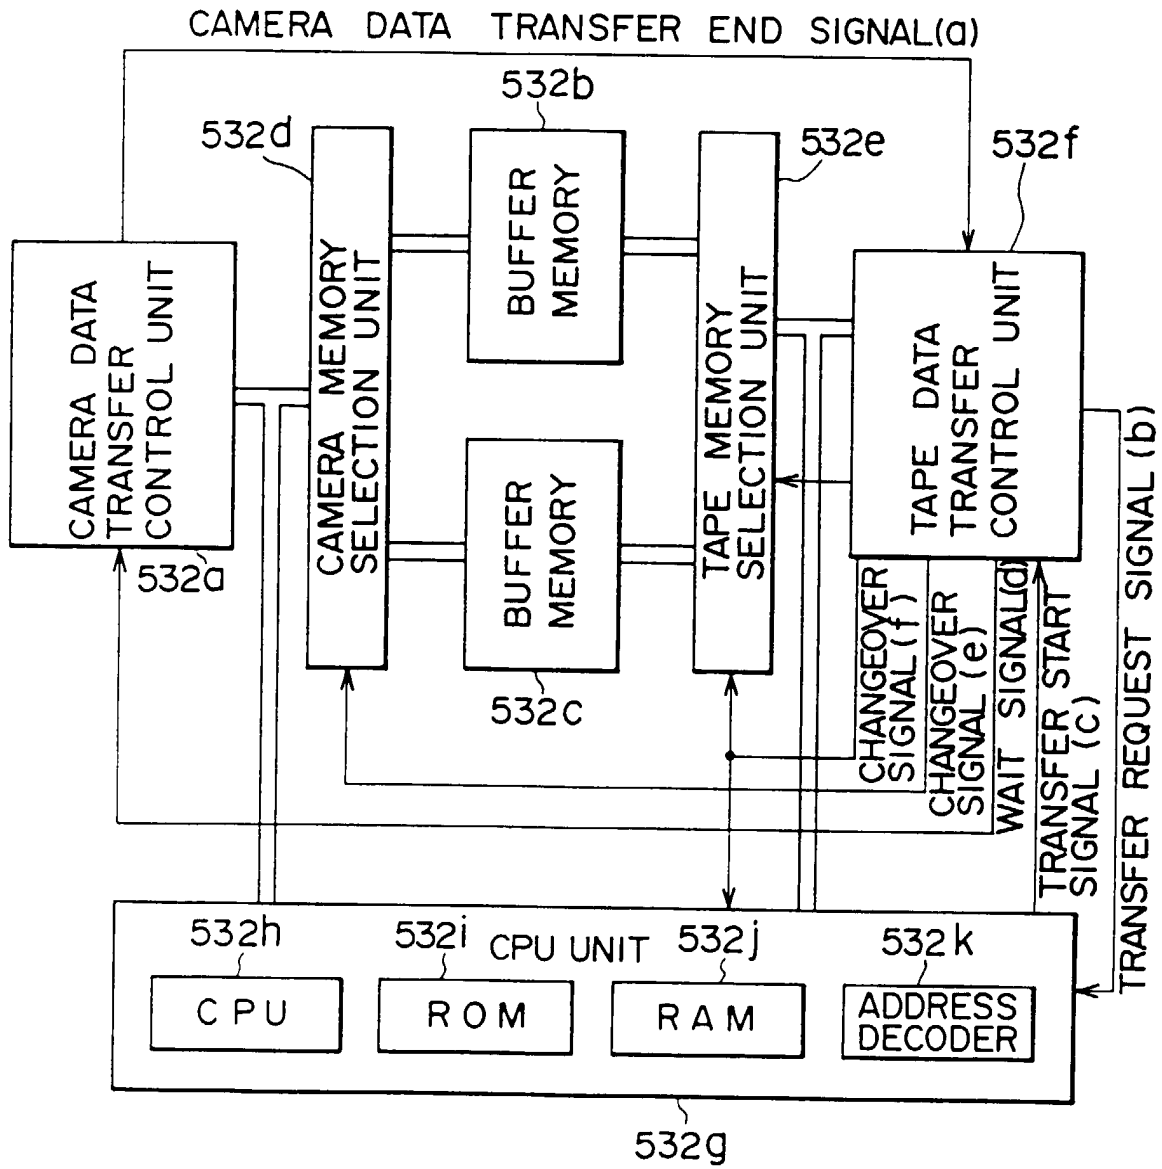 CAMERA DATA TRANSFER END SIGNAL(a)
532b
532d
532e
532f
CAMERA DATA
TRANSFER
CONTROL UNIT
532a
CAMERA MEMORY
SELECTION UNIT
BUFFER
MEMORY
BUFFER
MEMORY
532c
TAPE MEMORY
SELECTION UNIT
TAPE DATA
TRANSFER
CONTROL UNIT
CHANGEOVER
SIGNAL(f)
CHANGEOVER
SIGNAL(e)
WAIT SIGNAL(d)
TRANSFER START
SIGNAL(c)
TRANSFER REQUEST SIGNAL(b)
532h
532i
CPU UNIT
532j
532k
CPU
ROM
RAM
ADDRESS
DECODER
532g